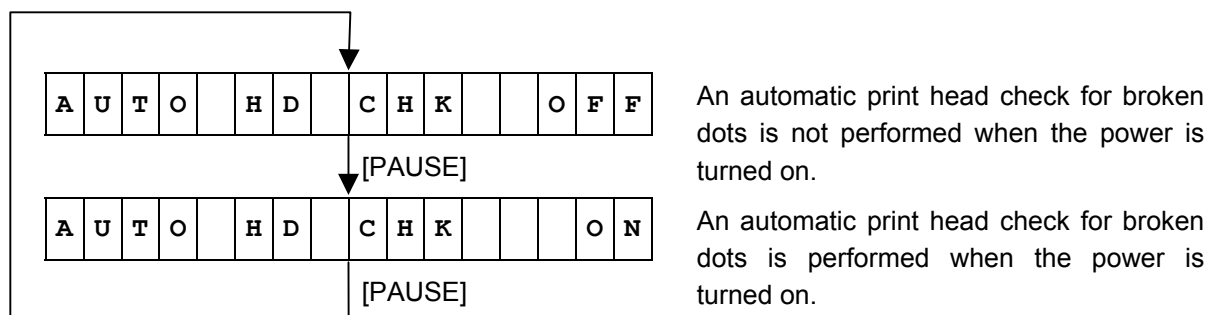 AUTO HD CHK  OFF
An automatic print head check for broken
dots is not performed when the power is
turned on.
[PAUSE]
AUTO HD CHK   ON
An automatic print head check for broken
dots is performed when the power is
turned on.
[PAUSE]